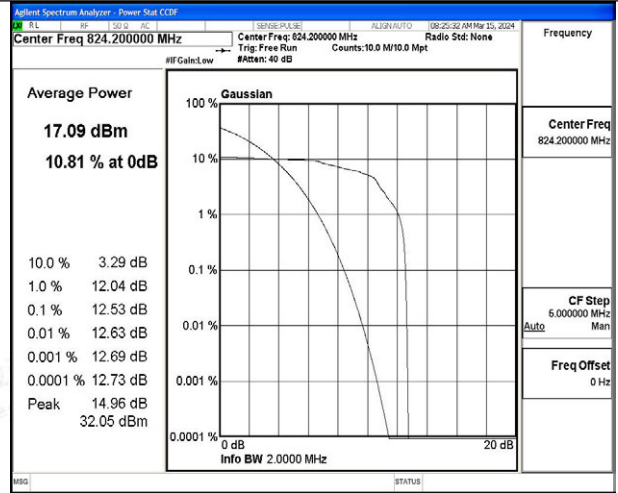 Agilent Spectrum Analyzer - Power Stat CCDF
RL RF 50 Ω AC SENSE:PULSE ALIGN AUTO 08:25:32 AM Mar 15, 2024
Center Freq 824.200000 MHz
Center Freq: 824.200000 MHz Radio Std: None
Trig: Free Run Counts:10.0 M/10.0 Mpt
#IFGain:Low #Atten: 40 dB
Frequency
Average Power
17.09 dBm
10.81 % at 0dB
10.0 % 3.29 dB
1.0 % 12.04 dB
0.1 % 12.53 dB
0.01 % 12.63 dB
0.001 % 12.69 dB
0.0001 % 12.73 dB
Peak 14.96 dB
32.05 dBm
Gaussian
100 %
10 %
1 %
0.1 %
0.01 %
0.001 %
0.0001 %
0 dB 20 dB
Info BW 2.0000 MHz
Center Freq
824.200000 MHz
CF Step
5.000000 MHz
Auto Man
Freq Offset
0 Hz
MSG STATUS